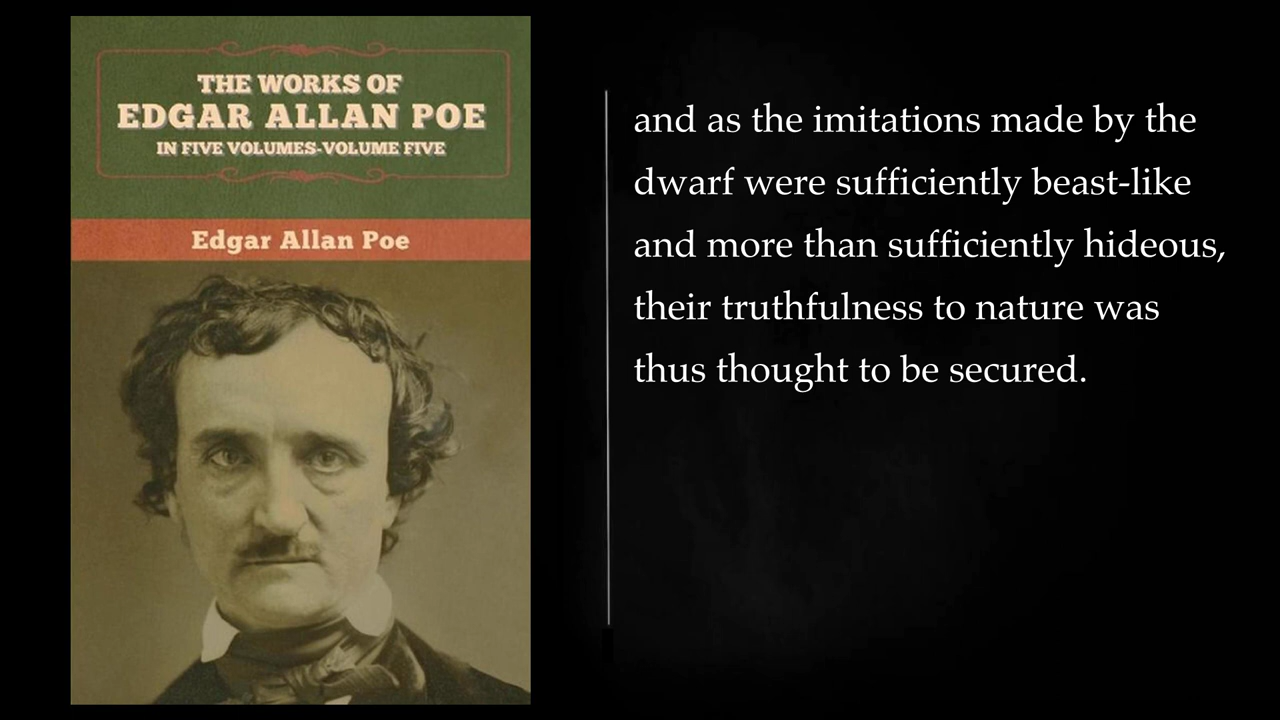 THE WORKS OF
EDGAR ALLAN POE
IN FIVE VOLUMES-VOLUME FIVE
Edgar Allan Poe
and as the imitations made by the
dwarf were sufficiently beast-like
and more than sufficiently hideous,
their truthfulness to nature was
thus thought to be secured.